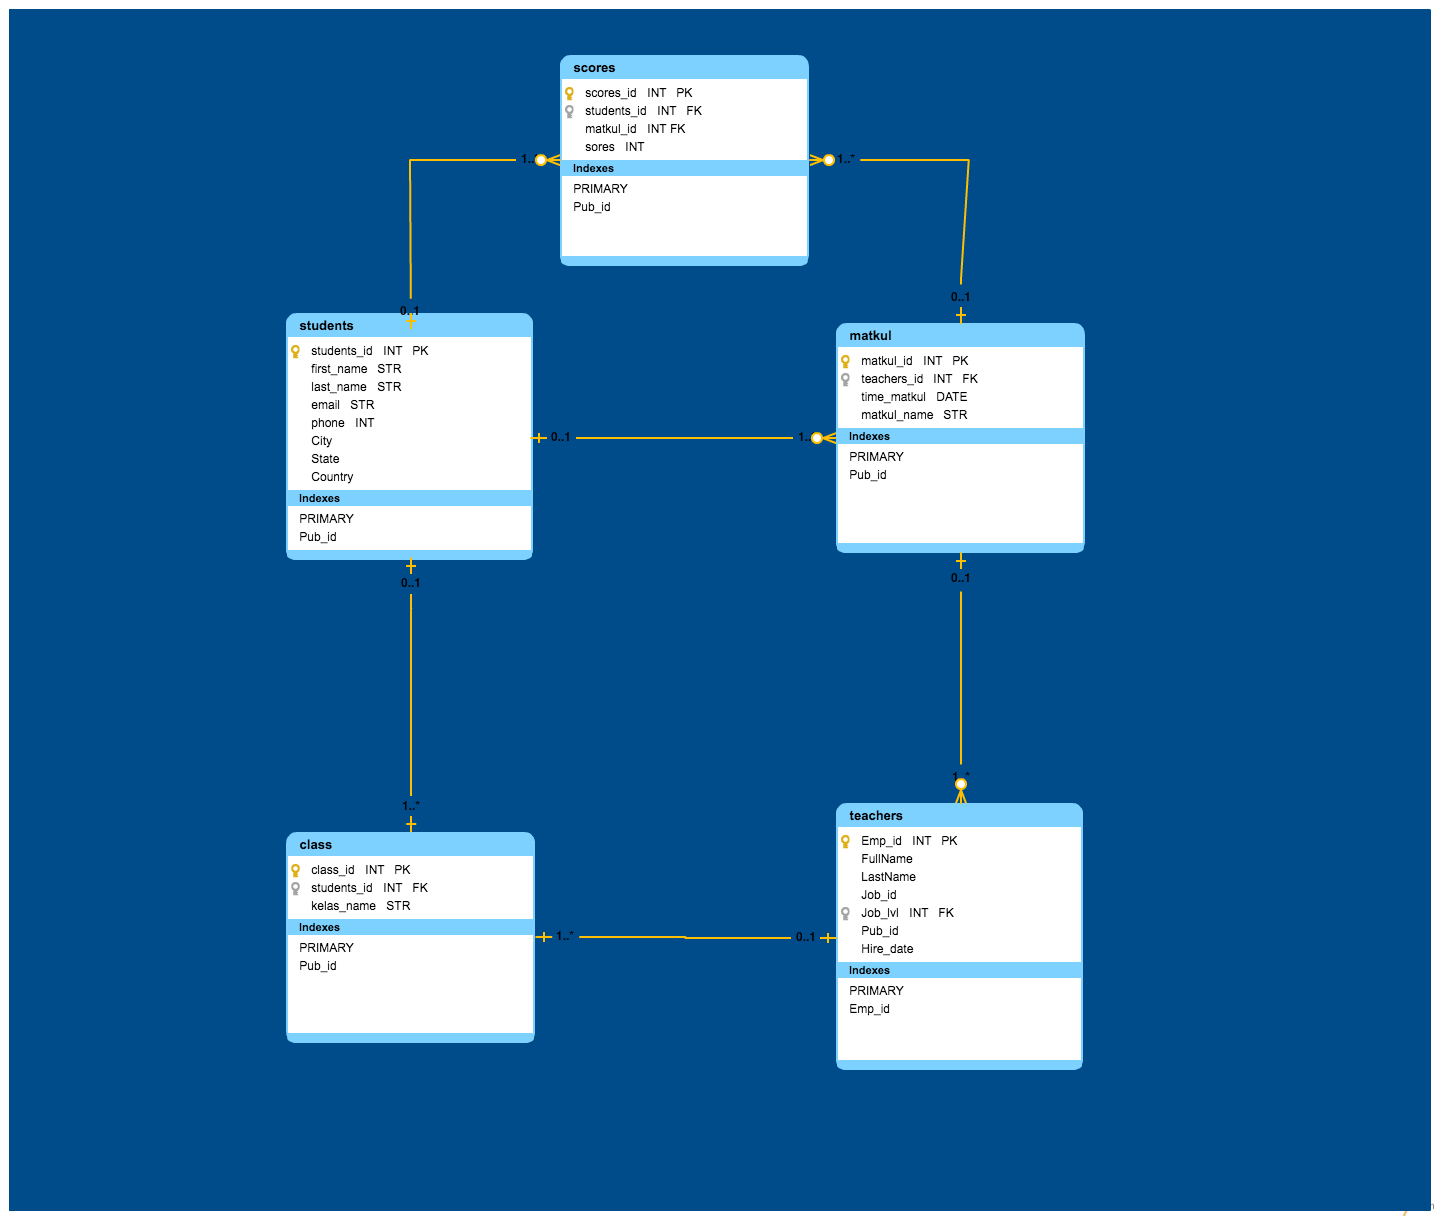 scores
scores_id INT PK
students_id INT FK
matkul_id INT FK
sores INT
Indexes
PRIMARY
Pub_id
1..
1..*
0..1
0..1
students
students_id INT PK
first_name STR
last_name STR
email STR
phone INT
City
State
Country
Indexes
PRIMARY
Pub_id
matkul
matkul_id INT PK
teachers_id INT FK
time_matkul DATE
matkul_name STR
Indexes
PRIMARY
Pub_id
0..1
1..
0..1
0..1
1..*
1..*
class
class_id INT PK
students_id INT FK
kelas_name STR
Indexes
PRIMARY
Pub_id
1..*
0..1
teachers
Emp_id INT PK
FullName
LastName
Job_id
Job_lvl INT FK
Pub_id
Hire_date
Indexes
PRIMARY
Emp_id